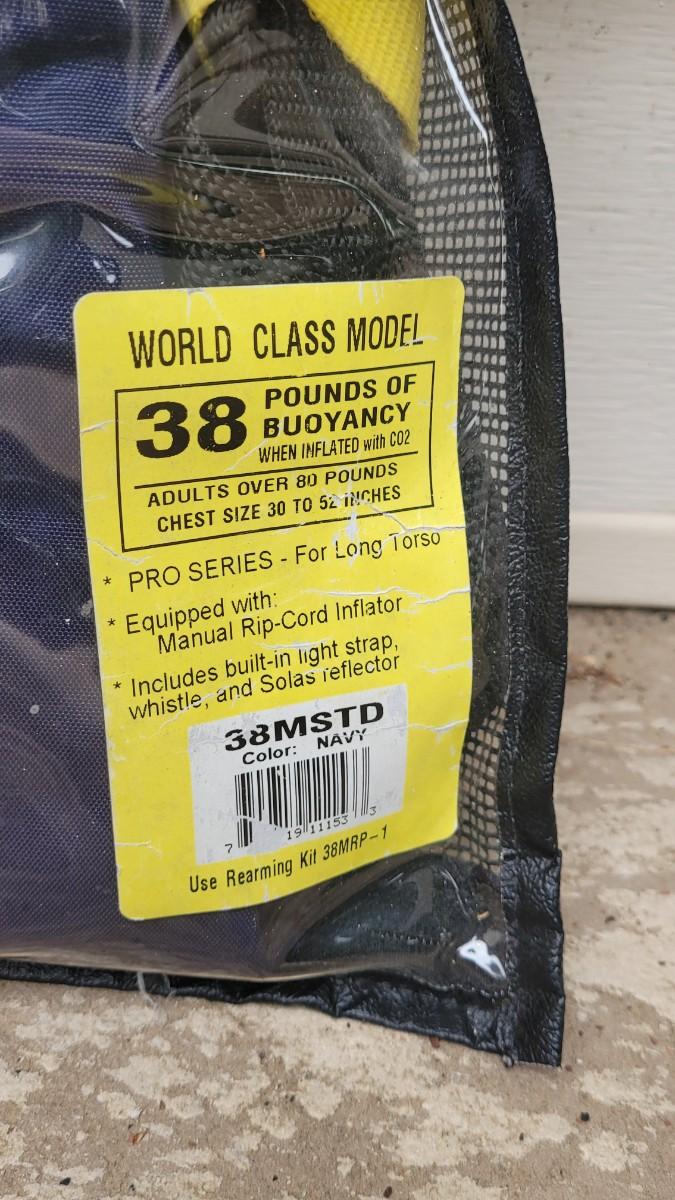 WORLD CLASS MODEL
38 POUNDS OF
BUOYANCY
WHEN INFLATED with CO2
ADULTS OVER 80 POUNDS
CHEST SIZE 30 TO 52 INCHES
* PRO SERIES - For Long Torso
* Equipped with:
Manual Rip-Cord Inflator
* Includes built-in light strap,
whistle, and Solas reflector
38MSTD
Color: NAVY
7 19 11153 3
Use Rearming Kit 38MRP-1